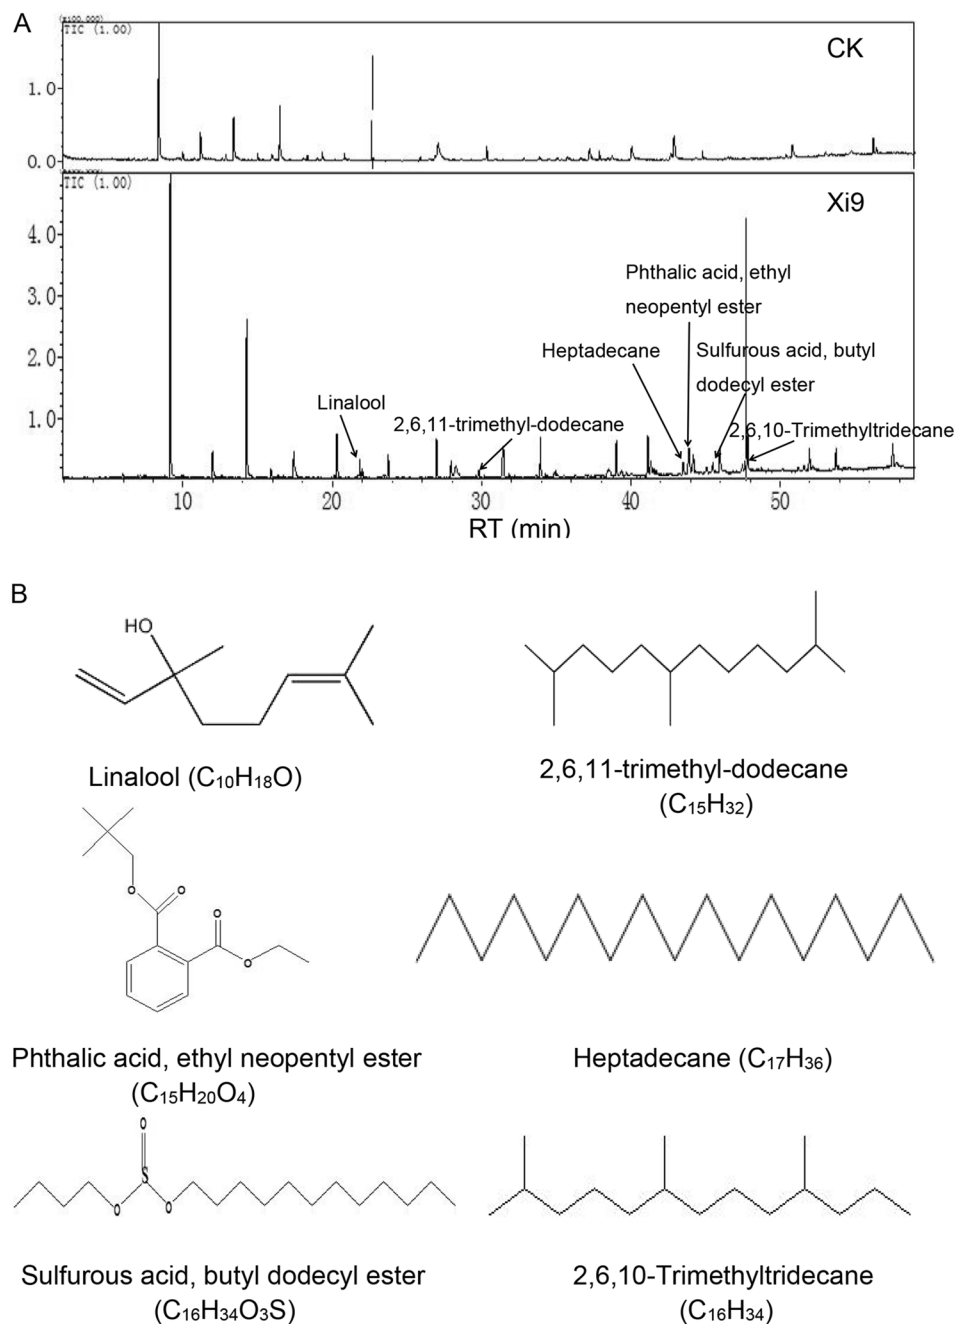 A
(x100,000)
TIC (1.00)
CK
1.0
0.0
TIC (1.00)
Xi9
4.0
3.0
2.0
1.0
Phthalic acid, ethyl
neopentyl ester
Heptadecane
Sulfurous acid, butyl
dodecyl ester
Linalool
2,6,11-trimethyl-dodecane
2,6,10-Trimethyltridecane
10 20 30 40 50
RT (min)
B
HO
Linalool (C₁₀H₁₈O)
2,6,11-trimethyl-dodecane
(C₁₅H₃₂)
O O
O
O
Phthalic acid, ethyl neopentyl ester
(C₁₅H₂₀O₄)
Heptadecane (C₁₇H₃₆)
O
S
O O
Sulfurous acid, butyl dodecyl ester
(C₁₆H₃₄O₃S)
2,6,10-Trimethyltridecane
(C₁₆H₃₄)